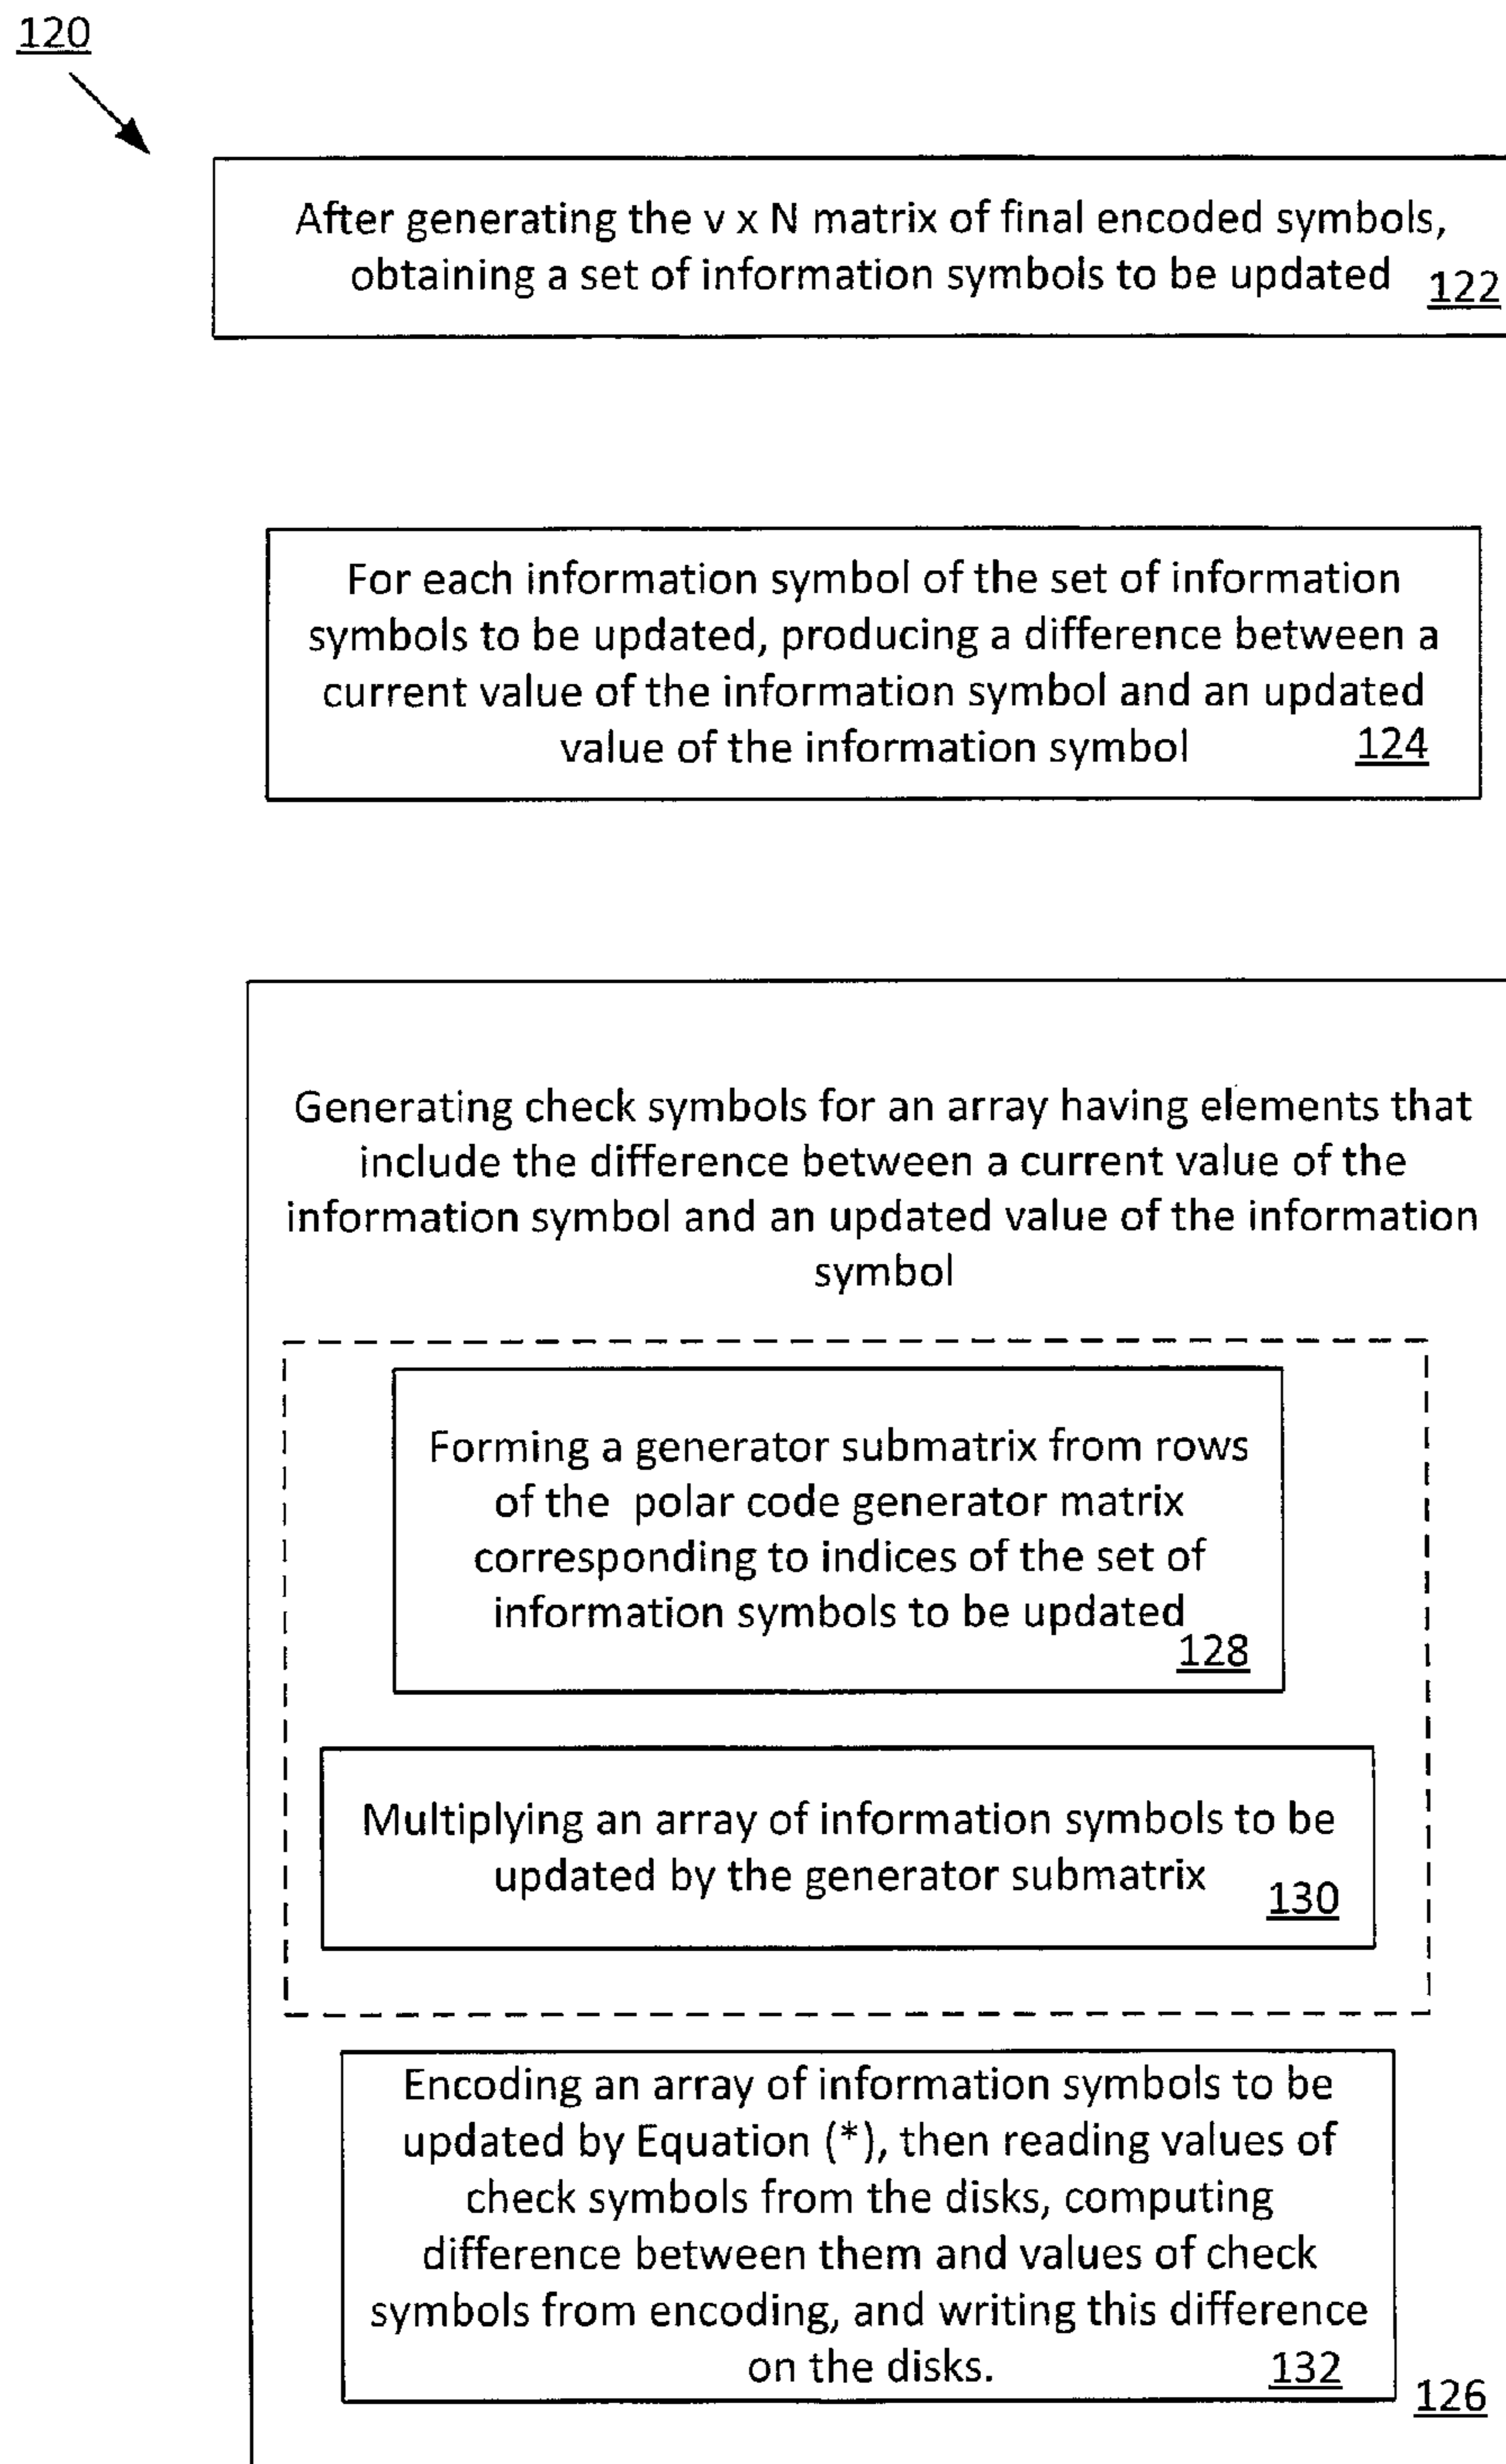 120
After generating the v x N matrix of final encoded symbols,
obtaining a set of information symbols to be updated 122
For each information symbol of the set of information
symbols to be updated, producing a difference between a
current value of the information symbol and an updated
value of the information symbol 124
Generating check symbols for an array having elements that
include the difference between a current value of the
information symbol and an updated value of the information
symbol
Forming a generator submatrix from rows
of the polar code generator matrix
corresponding to indices of the set of
information symbols to be updated
128
Multiplying an array of information symbols to be
updated by the generator submatrix 130
Encoding an array of information symbols to be
updated by Equation (*), then reading values of
check symbols from the disks, computing
difference between them and values of check
symbols from encoding, and writing this difference
on the disks. 132
126